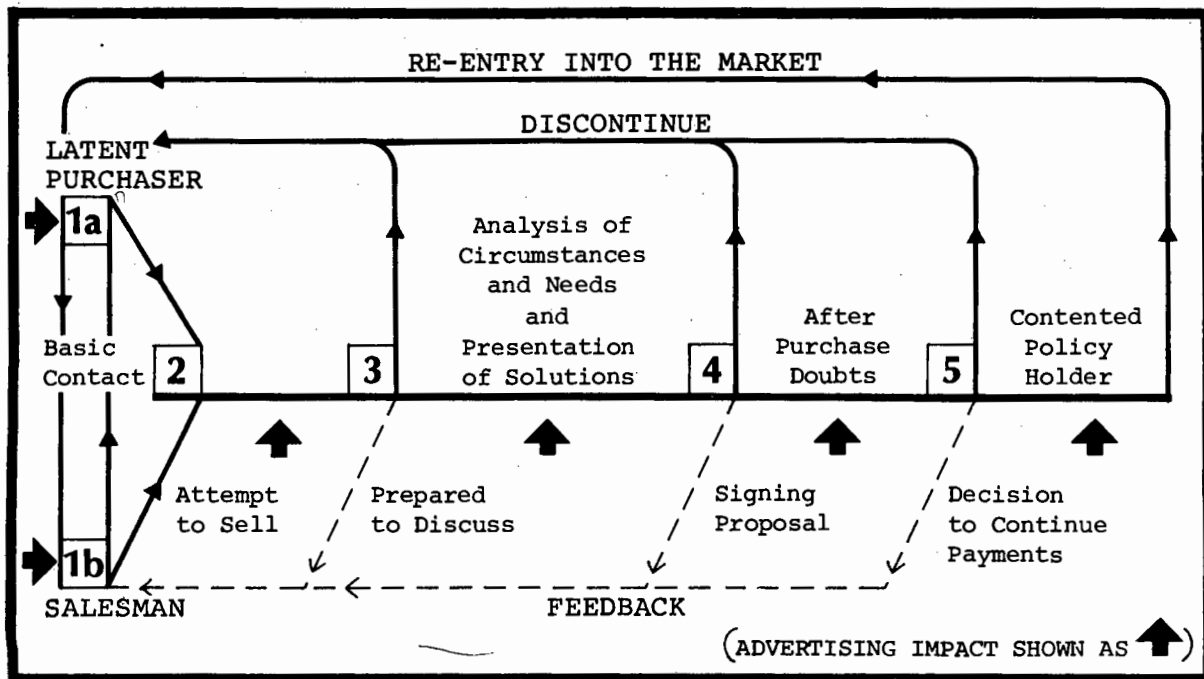 RE-ENTRY INTO THE MARKET
DISCONTINUE
LATENT
PURCHASER
1a
Analysis of
Circumstances
and Needs
and
Presentation
of Solutions
After
Purchase
Doubts
Contented
Policy
Holder
Basic
Contact
2
3
4
5
Attempt
to Sell
Prepared
to Discuss
Signing
Proposal
Decision
to Continue
Payments
1b
SALESMAN
FEEDBACK
(ADVERTISING IMPACT SHOWN AS )